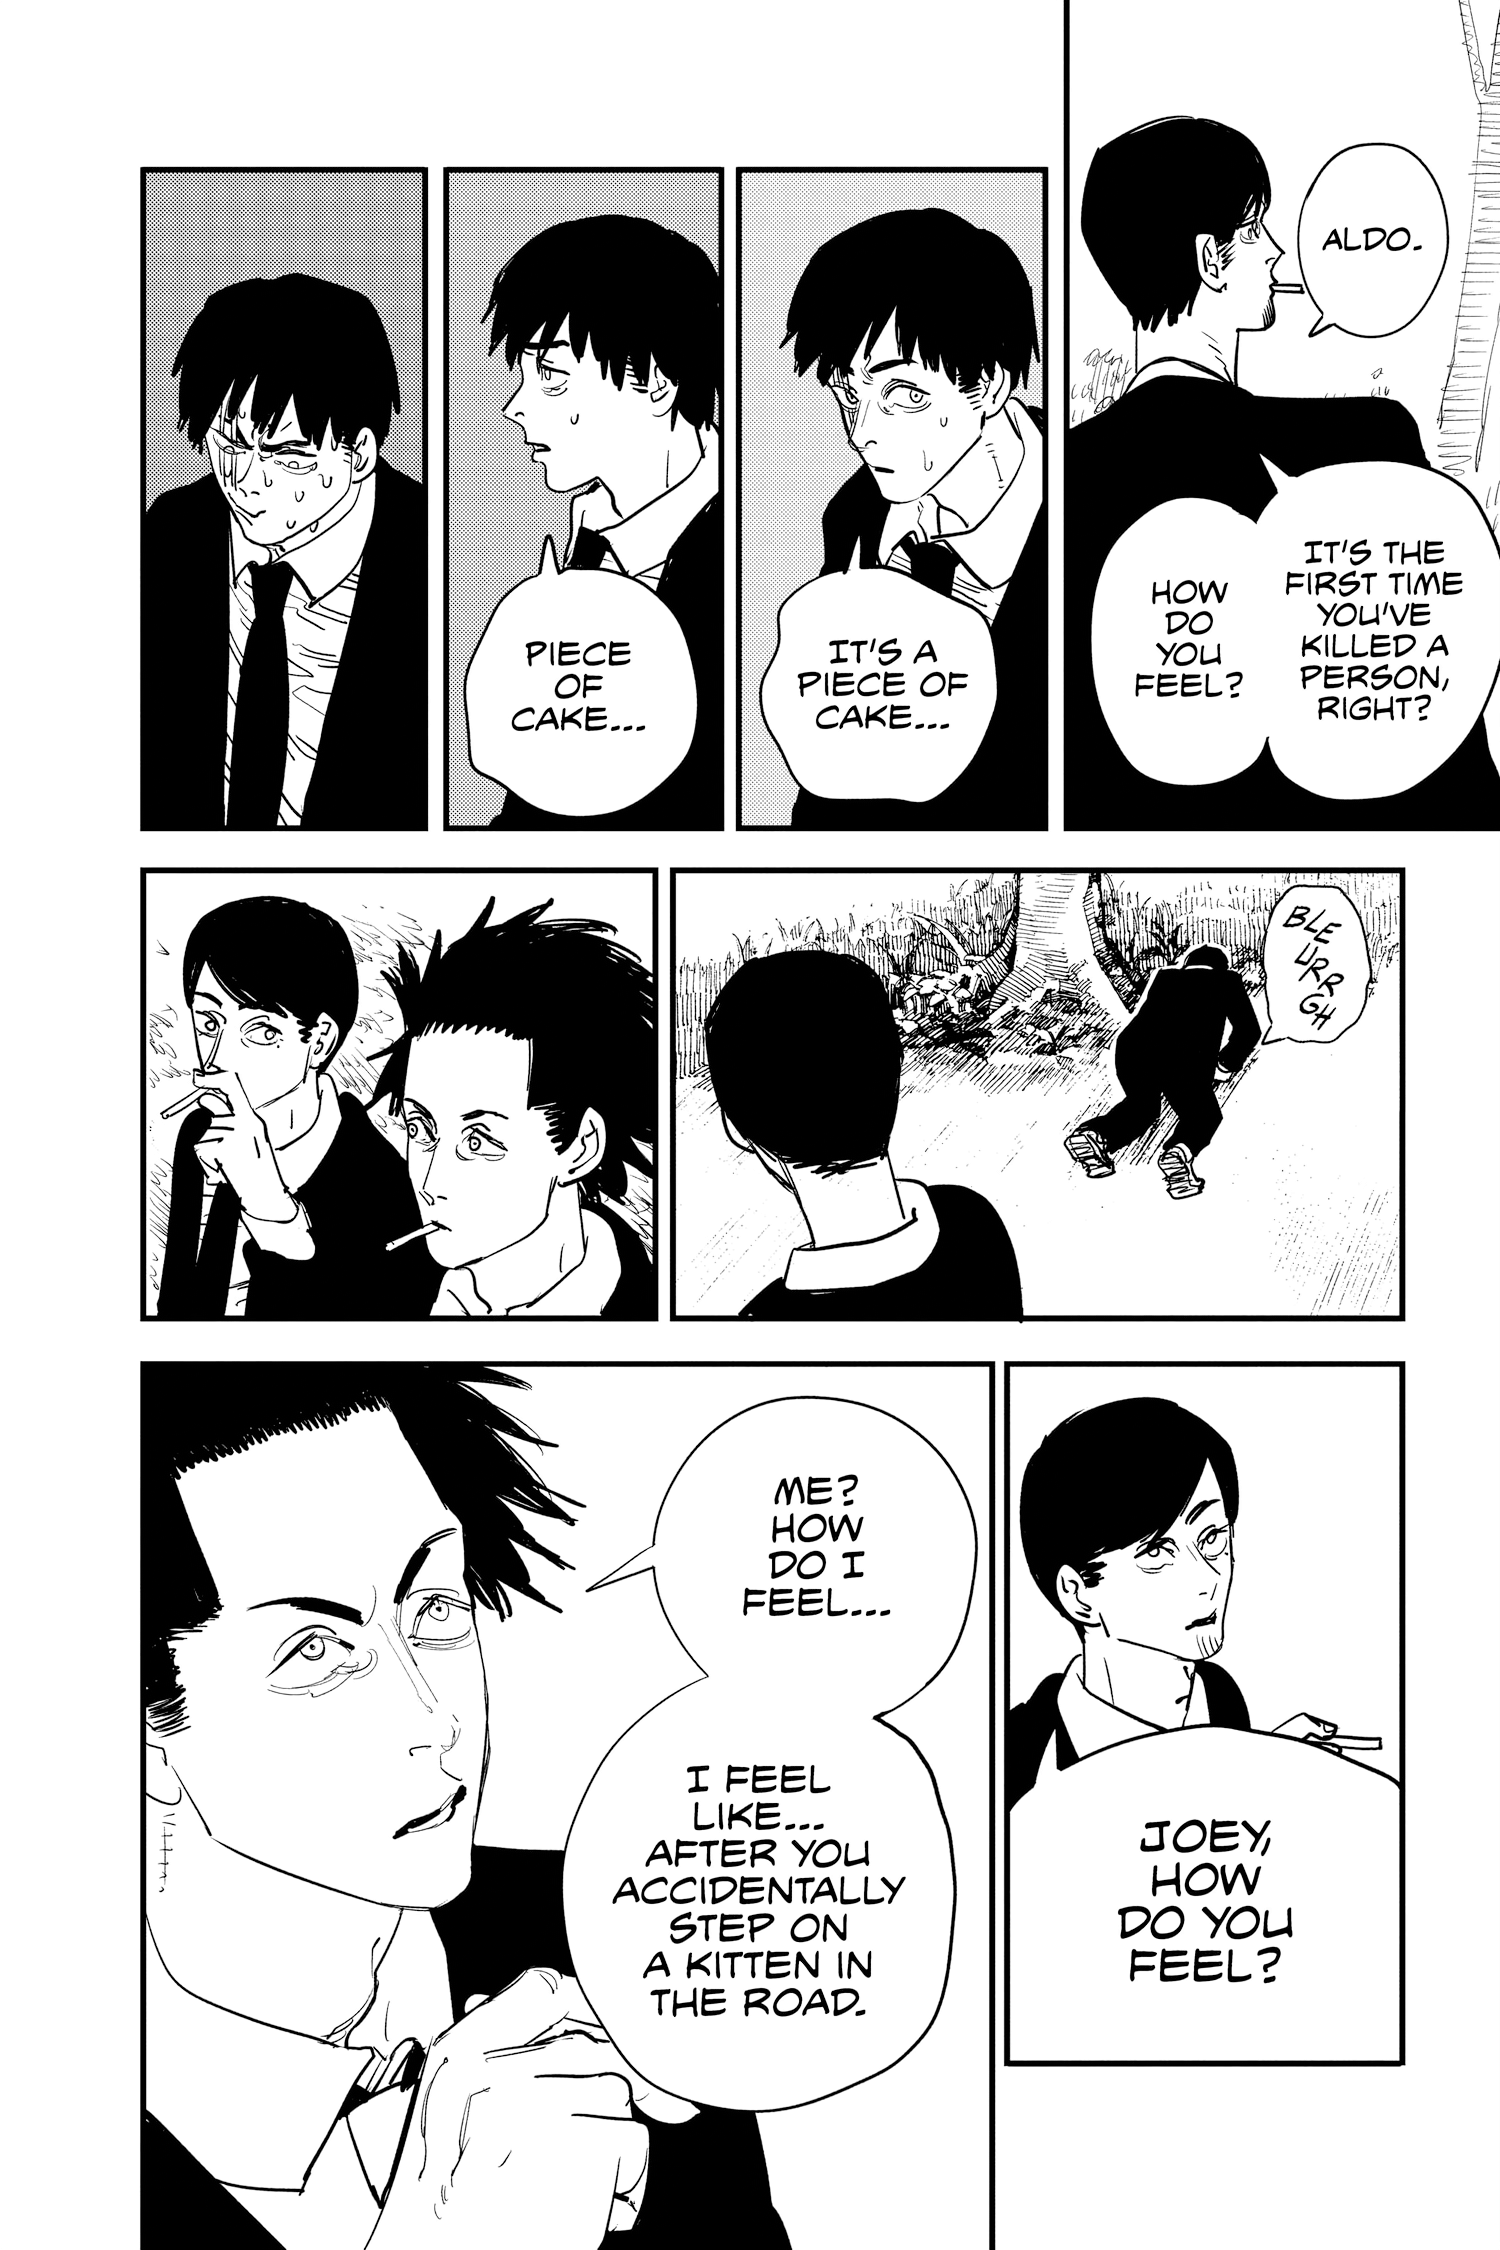 ALDO.
IT'S THE
FIRST TIME
YOU'VE
KILLED A
PERSON,
RIGHT?
HOW
DO
YOU
FEEL?
IT'S A
PIECE OF
CAKE...
PIECE
OF
CAKE...
BLE
URR
GH
JOEY,
HOW
DO YOU
FEEL?
ME?
HOW
DO I
FEEL...
I FEEL
LIKE...
AFTER YOU
ACCIDENTALLY
STEP ON
A KITTEN IN
THE ROAD.